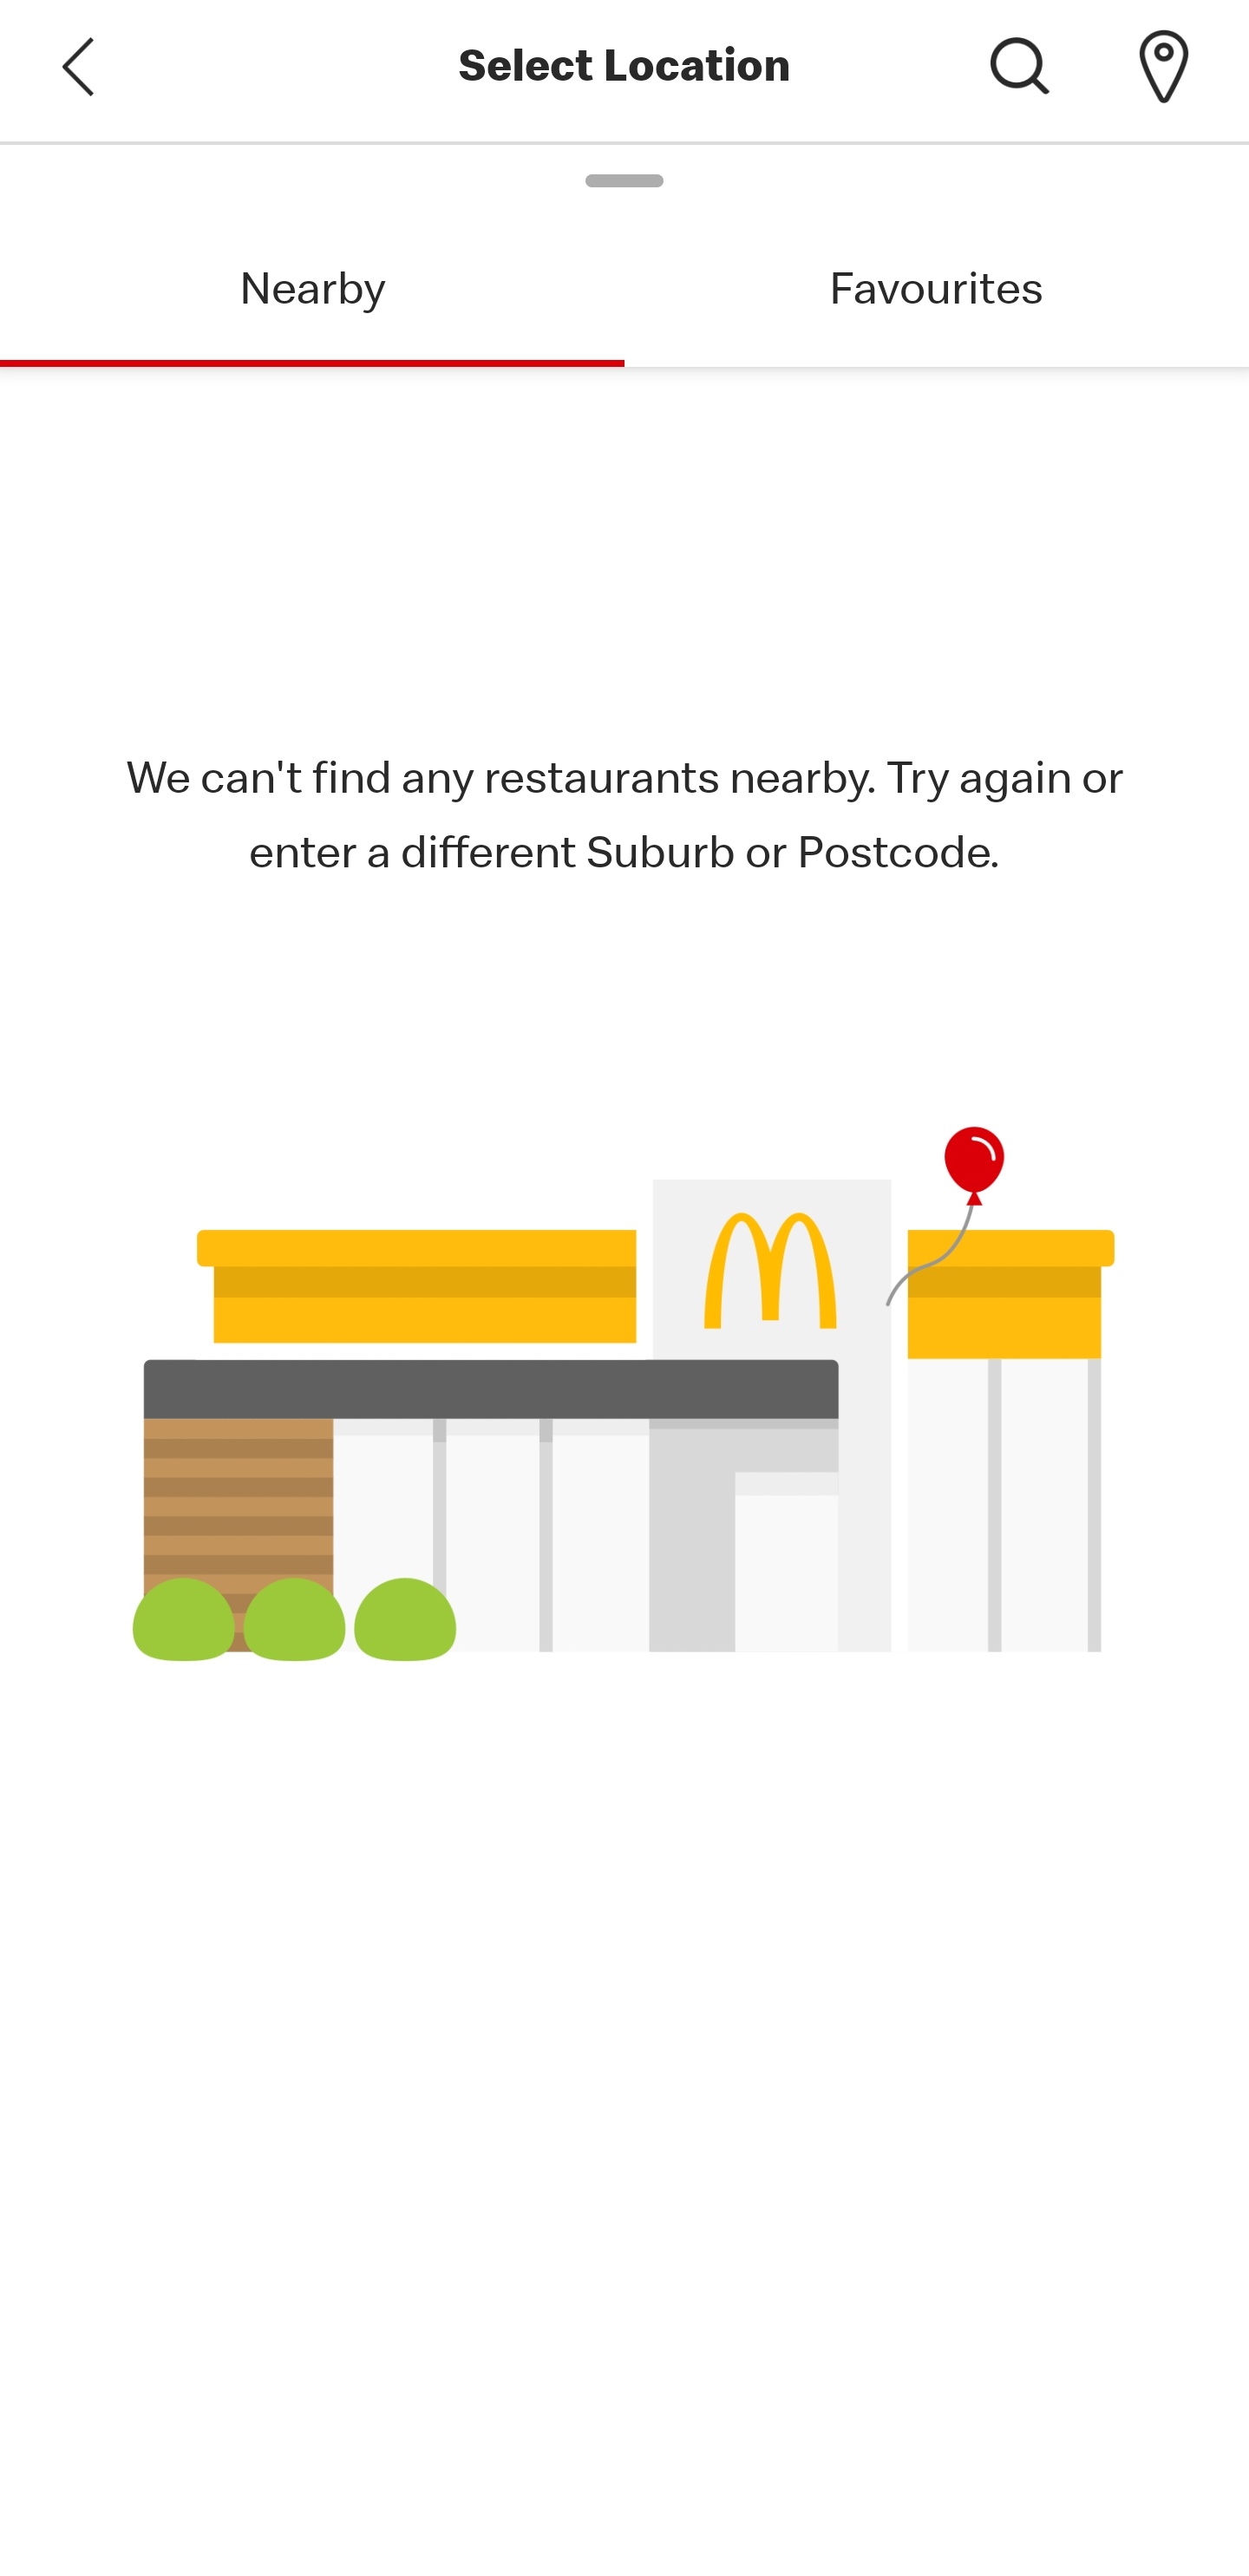 Select Location
Nearby
Favourites
We can't find any restaurants nearby. Try again or
enter a different Suburb or Postcode.